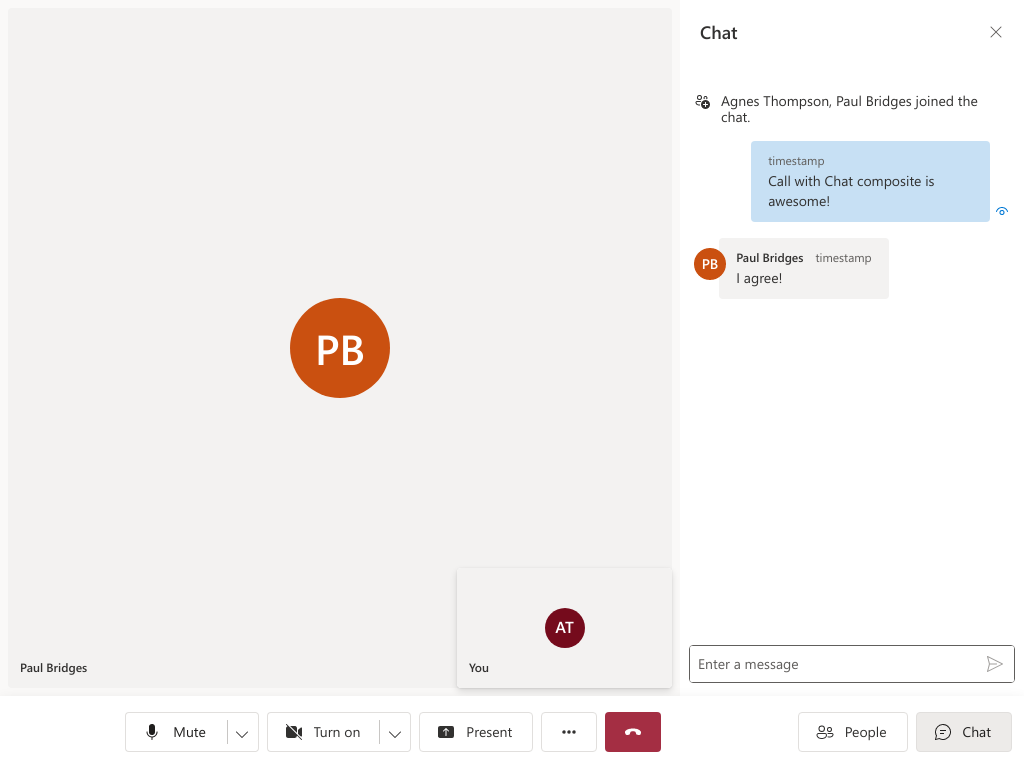 Chat
Agnes Thompson, Paul Bridges joined the
chat.
timestamp
Call with Chat composite is
awesome!
PB
Paul Bridges timestamp
I agree!
PB
AT
Paul Bridges
You
Enter a message
Mute
Turn on
Present
People
Chat